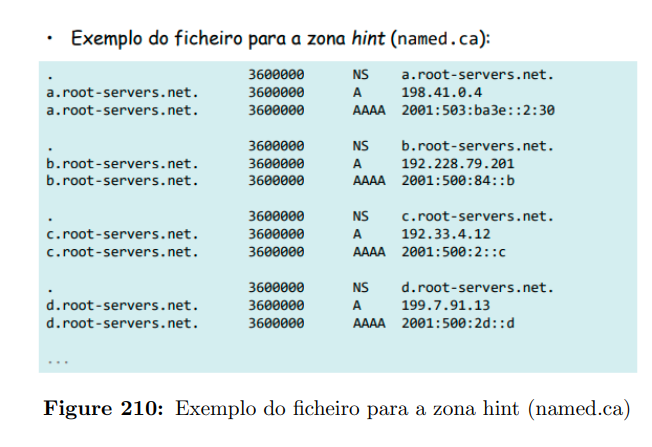 • Exemplo do ficheiro para a zona hint (named.ca):
. 3600000 NS a.root-servers.net.
a.root-servers.net. 3600000 A 198.41.0.4
a.root-servers.net. 3600000 AAAA 2001:503:ba3e::2:30
. 3600000 NS b.root-servers.net.
b.root-servers.net. 3600000 A 192.228.79.201
b.root-servers.net. 3600000 AAAA 2001:500:84::b
. 3600000 NS c.root-servers.net.
c.root-servers.net. 3600000 A 192.33.4.12
c.root-servers.net. 3600000 AAAA 2001:500:2::c
. 3600000 NS d.root-servers.net.
d.root-servers.net. 3600000 A 199.7.91.13
d.root-servers.net. 3600000 AAAA 2001:500:2d::d
...
Figure 210: Exemplo do ficheiro para a zona hint (named.ca)